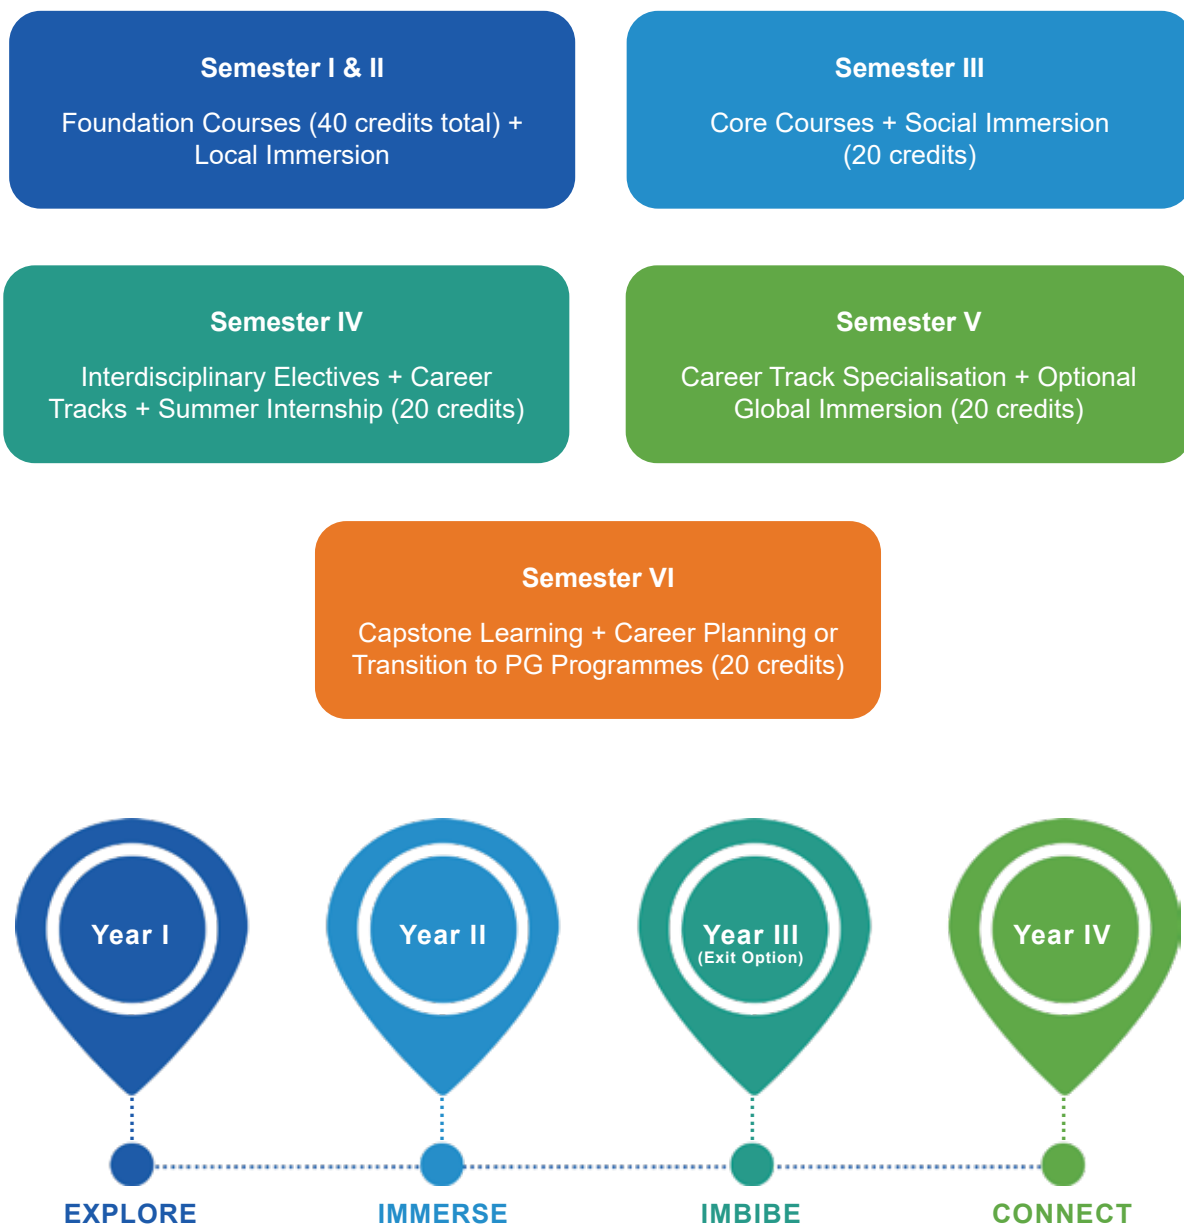 Semester I & II
Foundation Courses (40 credits total) +
Local Immersion
Semester III
Core Courses + Social Immersion
(20 credits)
Semester IV
Interdisciplinary Electives + Career
Tracks + Summer Internship (20 credits)
Semester V
Career Track Specialisation + Optional
Global Immersion (20 credits)
Semester VI
Capstone Learning + Career Planning or
Transition to PG Programmes (20 credits)
Year I
Year II
Year III
(Exit Option)
Year IV
EXPLORE
IMMERSE
IMBIBE
CONNECT